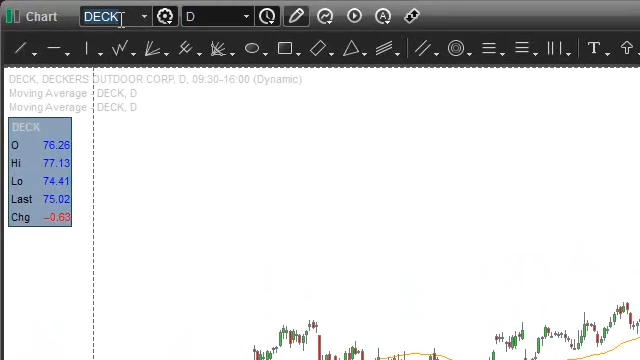 Chart DECK D
T
DECK, DECKERS OUTDOOR CORP, D, 09:30-16:00 (Dynamic)
Moving Average - DECK, D
Moving Average - DECK, D
DECK
O 76.26
Hi 77.13
Lo 74.41
Last 75.02
Chg –0.63